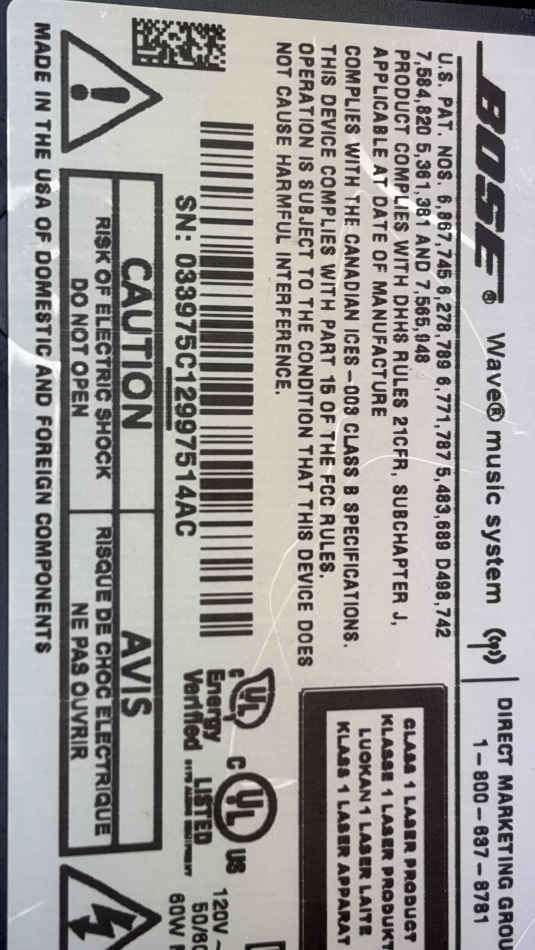 BOSE® Wave® music system
DIRECT MARKETING
1-800-637-8781
U.S. PAT. NOS. 6,867,745 6,278,789 6,771,787 5,483,689 D498,742
7,584,820 5,361,381 AND 7,565,948
PRODUCT COMPLIES WITH DHHS RULES 21CFR, SUBCHAPTER J,
APPLICABLE AT DATE OF MANUFACTURE
COMPLIES WITH THE CANADIAN ICES-003 CLASS B SPECIFICATIONS.
THIS DEVICE COMPLIES WITH PART 15 OF THE FCC RULES.
OPERATION IS SUBJECT TO THE CONDITION THAT THIS DEVICE DOES
NOT CAUSE HARMFUL INTERFERENCE.
CLASS 1 LASER PRODUCT
KLASSE 1 LASER PRODUKT
LUOKAN 1 LASER LAITE
KLASS 1 LASER APPARAT
SN: 033975C12997514AC
C UL
Energy
Verified
C UL US
LISTED
120V ~
50/60
60W
CAUTION
RISK OF ELECTRIC SHOCK
DO NOT OPEN
AVIS
RISQUE DE CHOC ELECTRIQUE
NE PAS OUVRIR
MADE IN THE USA OF DOMESTIC AND FOREIGN COMPONENTS